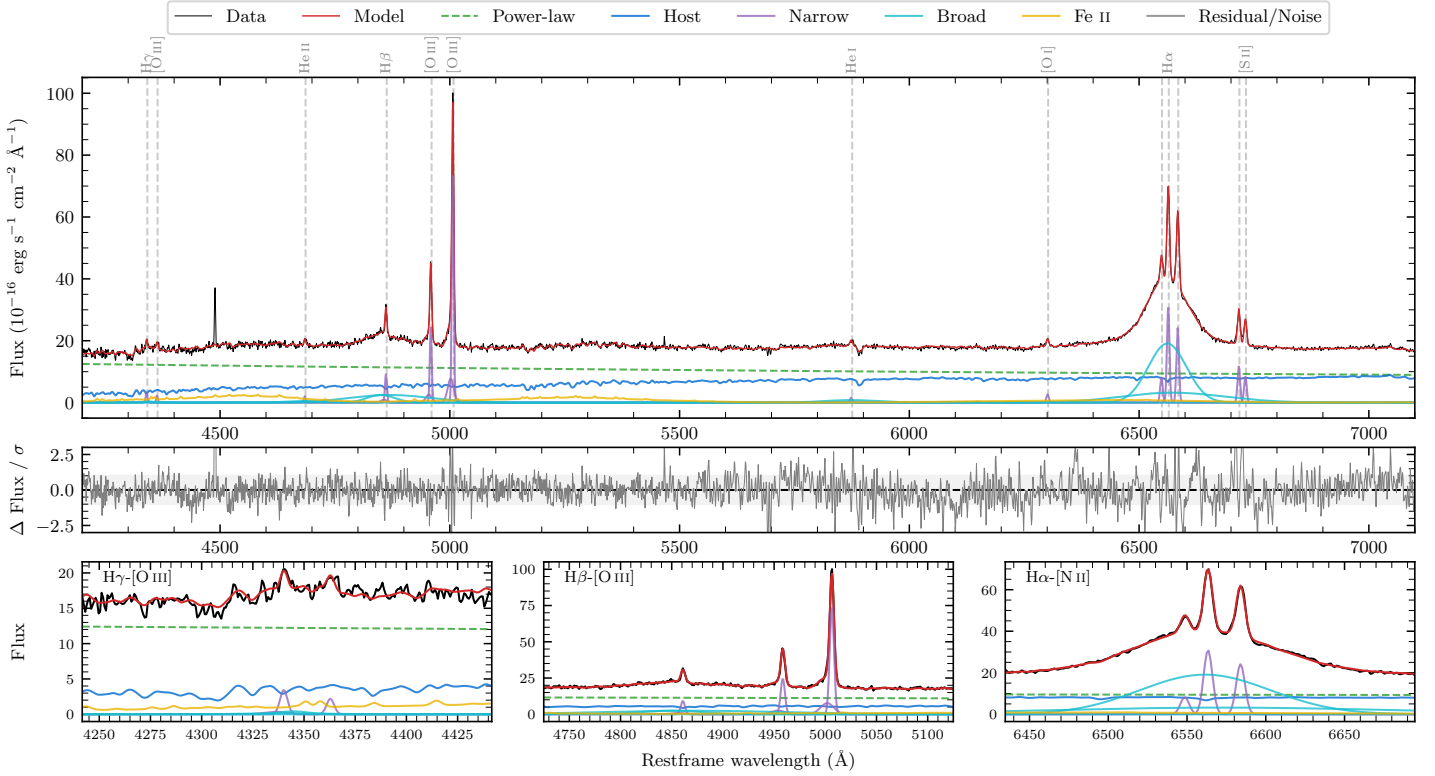 Data Model Power-law Host Narrow Broad Fe II Residual/Noise
Hγ [O III] He II Hβ [O III] [O III] He I [O I] Hα [S II]
Flux (10⁻¹⁶ erg s⁻¹ cm⁻² Å⁻¹)
100
80
60
40
20
0
4500 5000 5500 6000 6500 7000
Δ Flux / σ
2.5
0.0
−2.5
4500 5000 5500 6000 6500 7000
Flux
Hγ-[O III]
20
15
10
5
0
4250 4275 4300 4325 4350 4375 4400 4425
Hβ-[O III]
100
75
50
25
0
4750 4800 4850 4900 4950 5000 5050 5100
Hα-[N II]
60
40
20
0
6450 6500 6550 6600 6650
Restframe wavelength (Å)